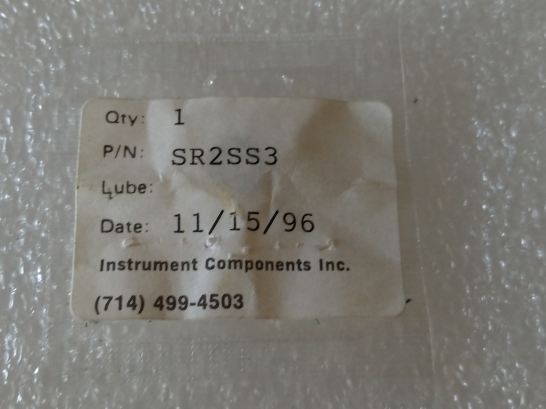 Qty: 1
P/N: SR2SS3
Lube:
Date: 11/15/96
Instrument Components Inc.
(714) 499-4503